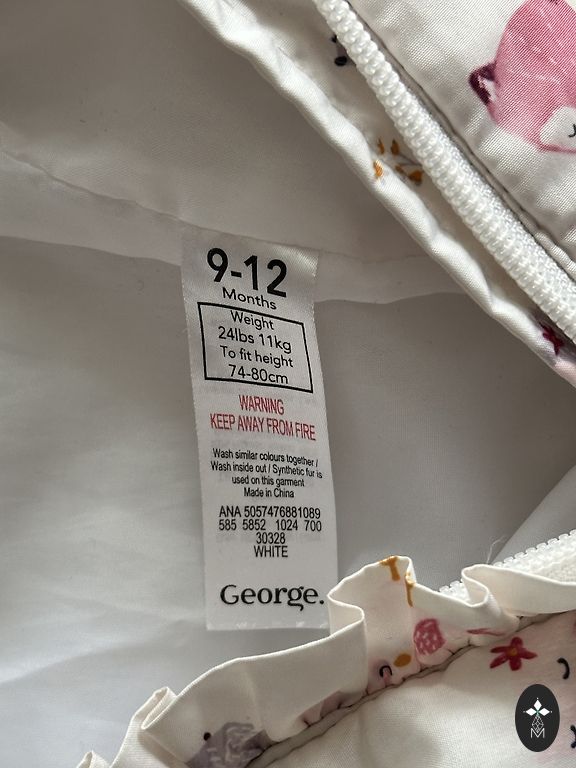 9-12
Months
Weight
24lbs 11kg
To fit height
74-80cm
WARNING
KEEP AWAY FROM FIRE
Wash similar colours together /
Wash inside out / Synthetic fur is
used on this garment
Made in China
ANA 5057476881089
585 5852 1024 700
30328
WHITE
George.
M